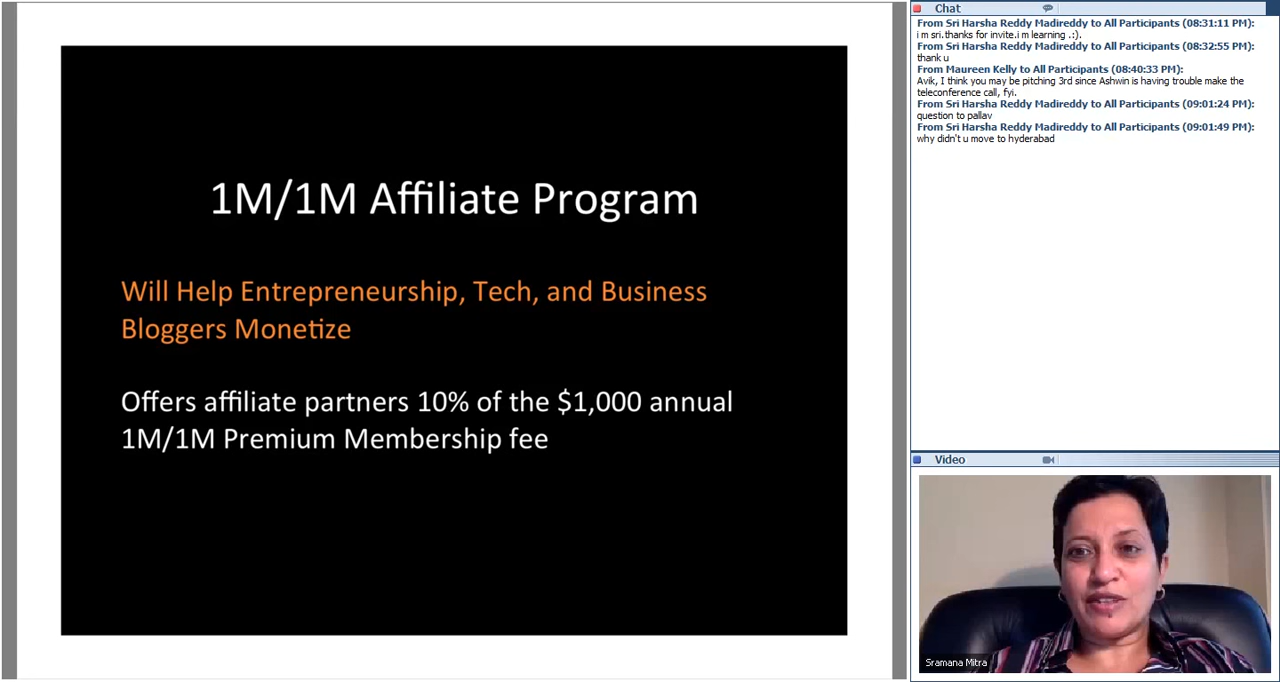 1M/1M Affiliate Program
Will Help Entrepreneurship, Tech, and Business
Bloggers Monetize
Offers affiliate partners 10% of the $1,000 annual
1M/1M Premium Membership fee
Chat
From Sri Harsha Reddy Madireddy to All Participants (08:31:11 PM):
i m sri.thanks for invite.i m learning .:).
From Sri Harsha Reddy Madireddy to All Participants (08:32:55 PM):
thank u
From Maureen Kelly to All Participants (08:40:33 PM):
Avik, I think you may be pitching 3rd since Ashwin is having trouble make the
teleconference call, fyi.
From Sri Harsha Reddy Madireddy to All Participants (09:01:24 PM):
question to pallav
From Sri Harsha Reddy Madireddy to All Participants (09:01:49 PM):
why didn't u move to hyderabad
Video
Sramana Mitra